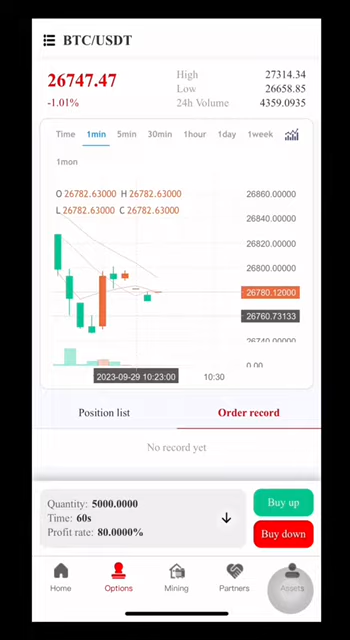 BTC/USDT
26747.47
-1.01%
High 27314.34
Low 26658.85
24h Volume 4359.0935
Time 1min 5min 30min 1hour 1day 1week
1mon
O 26782.63000 H 26782.63000
L 26782.63000 C 26782.63000
26860.00000
26840.00000
26820.00000
26800.00000
26780.12000
26760.73133
26740.00000
0.00
2023-09-29 10:23:00 10:30
Position list Order record
No record yet
Quantity: 5000.0000
Time: 60s
Profit rate: 80.0000%
Buy up
Buy down
Home Options Mining Partners Assets